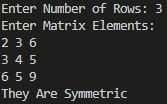 Enter Number of Rows: 3
Enter Matrix Elements:
2 3 6
3 4 5
6 5 9
They Are Symmetric